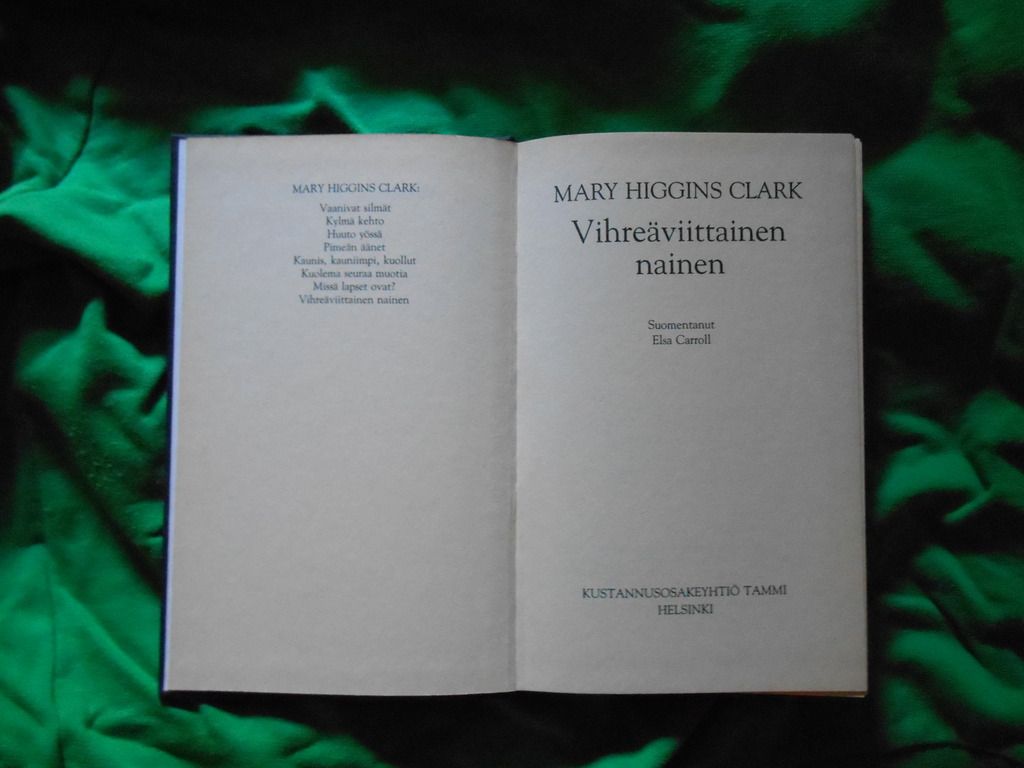 MARY HIGGINS CLARK:
Vaanivat silmät
Kylmä kehto
Huuto yössä
Pimeän äänet
Kaunis, kauniimpi, kuollut
Kuolema seuraa muotia
Missä lapset ovat?
Vihreäviittainen nainen
MARY HIGGINS CLARK
Vihreäviittainen
nainen
Suomentanut
Elsa Carroll
KUSTANNUSOSAKEYHTIÖ TAMMI
HELSINKI